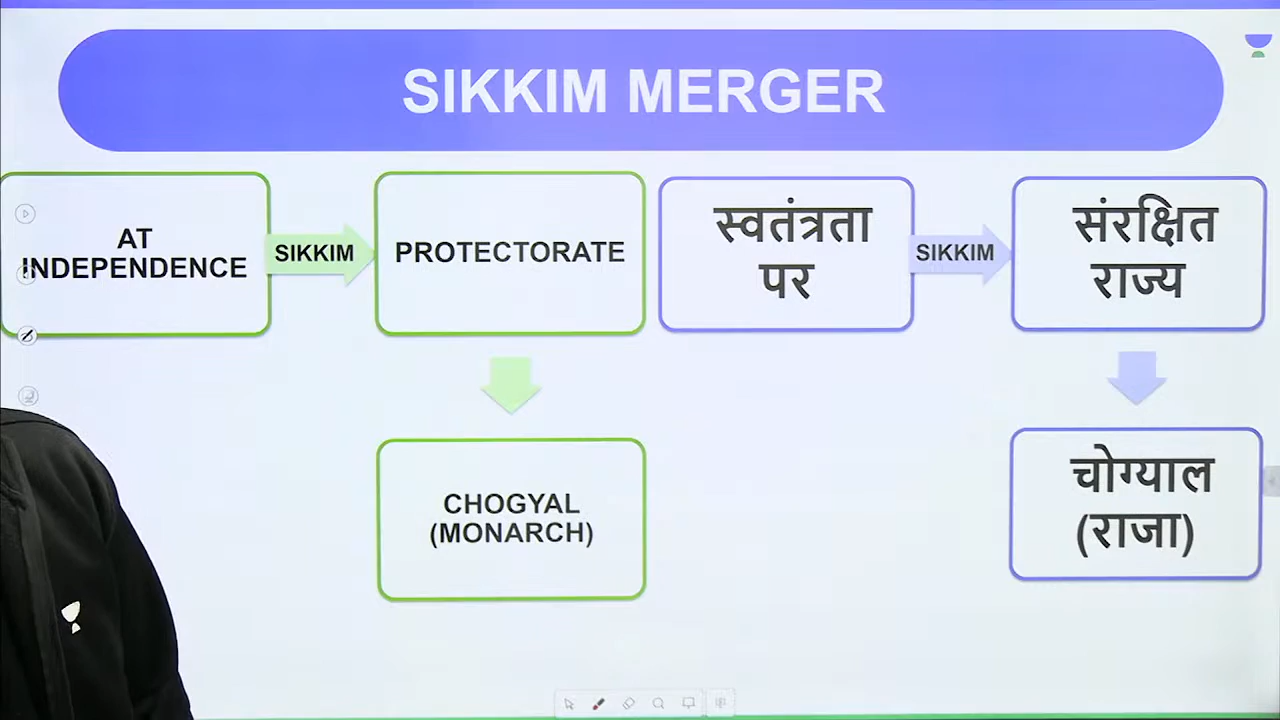 SIKKIM MERGER
AT
INDEPENDENCE
SIKKIM
PROTECTORATE
CHOGYAL
(MONARCH)
स्वतंत्रता
पर
SIKKIM
संरक्षित
राज्य
चोग्याल
(राजा)